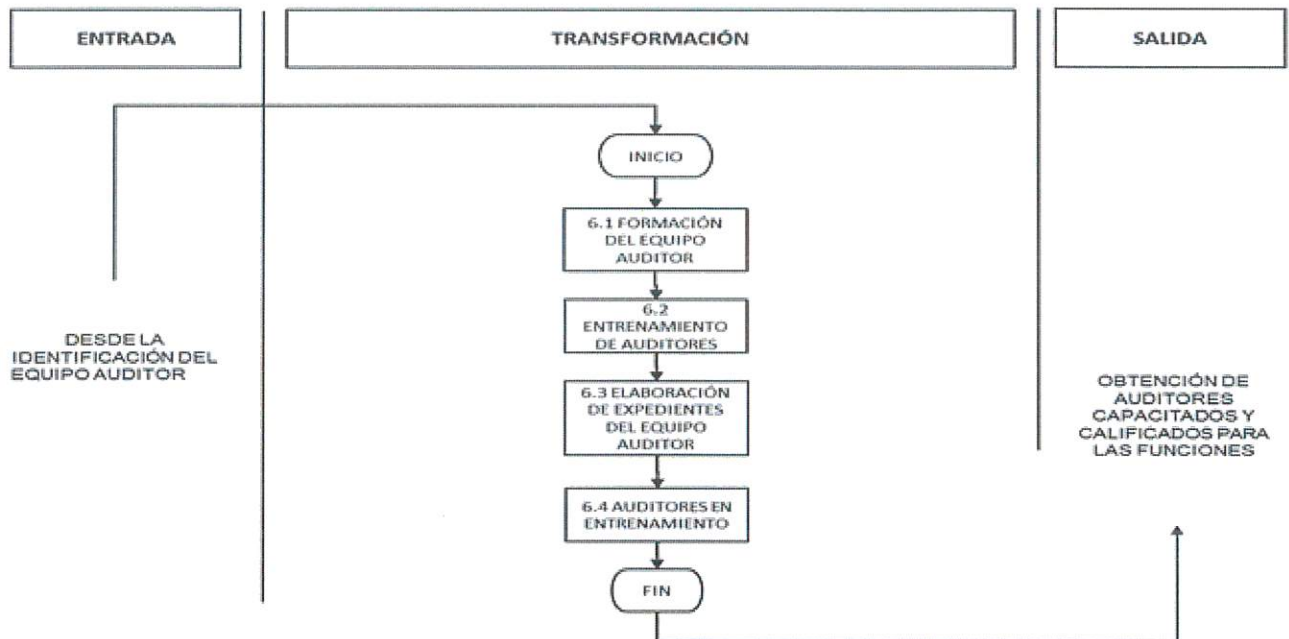 ENTRADA
TRANSFORMACIÓN
SALIDA
INICIO
6.1 FORMACIÓN
DEL EQUIPO
AUDITOR
6.2
ENTRENAMIENTO
DE AUDITORES
DESDE LA
IDENTIFICACIÓN DEL
EQUIPO AUDITOR
6.3 ELABORACIÓN
DE EXPEDIENTES
DEL EQUIPO
AUDITOR
OBTENCIÓN DE
AUDITORES
CAPACITADOS Y
CALIFICADOS PARA
LAS FUNCIONES
6.4 AUDITORES EN
ENTRENAMIENTO
FIN